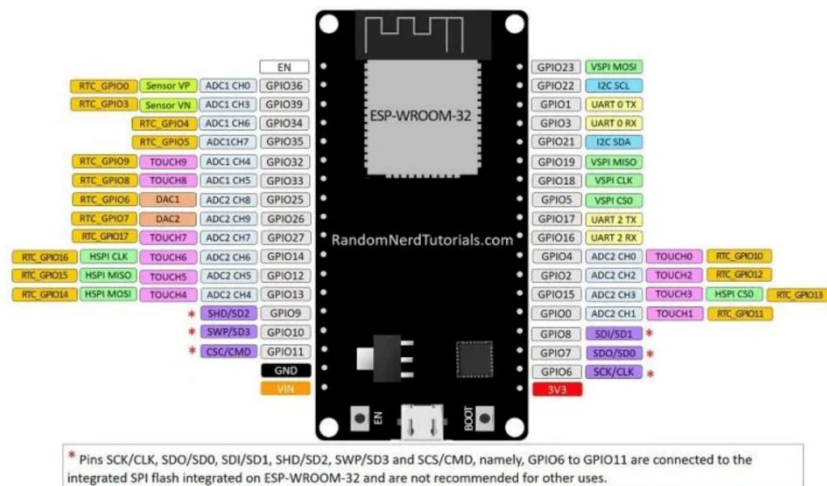 EN
RTC_GPIO0 Sensor VP ADC1 CH0 GPIO36
RTC_GPIO3 Sensor VN ADC1 CH3 GPIO39
RTC_GPIO4 ADC1 CH6 GPIO34
RTC_GPIO5 ADC1CH7 GPIO35
RTC_GPIO9 TOUCH9 ADC1 CH4 GPIO32
RTC_GPIO8 TOUCH8 ADC1 CH5 GPIO33
RTC_GPIO6 DAC1 ADC2 CH8 GPIO25
RTC_GPIO7 DAC2 ADC2 CH9 GPIO26
RTC_GPIO17 TOUCH7 ADC2 CH7 GPIO27
RTC_GPIO16 HSPI CLK TOUCH6 ADC2 CH6 GPIO14
RTC_GPIO15 HSPI MISO TOUCH5 ADC2 CH5 GPIO12
RTC_GPIO14 HSPI MOSI TOUCH4 ADC2 CH4 GPIO13
* SHD/SD2 GPIO9
* SWP/SD3 GPIO10
* CSC/CMD GPIO11
GND
VIN
ESP-WROOM-32
RandomNerdTutorials.com
EN
BOOT
GPIO23 VSPI MOSI
GPIO22 I2C SCL
GPIO1 UART 0 TX
GPIO3 UART 0 RX
GPIO21 I2C SDA
GPIO19 VSPI MISO
GPIO18 VSPI CLK
GPIO5 VSPI CS0
GPIO17 UART 2 TX
GPIO16 UART 2 RX
GPIO4 ADC2 CH0 TOUCH0 RTC_GPIO10
GPIO2 ADC2 CH2 TOUCH2 RTC_GPIO12
GPIO15 ADC2 CH3 TOUCH3 HSPI CS0 RTC_GPIO13
GPIO0 ADC2 CH1 TOUCH1 RTC_GPIO11
GPIO8 SDI/SD1 *
GPIO7 SDO/SD0 *
GPIO6 SCK/CLK *
3V3
* Pins SCK/CLK, SDO/SD0, SDI/SD1, SHD/SD2, SWP/SD3 and SCS/CMD, namely, GPIO6 to GPIO11 are connected to the
integrated SPI flash integrated on ESP-WROOM-32 and are not recommended for other uses.